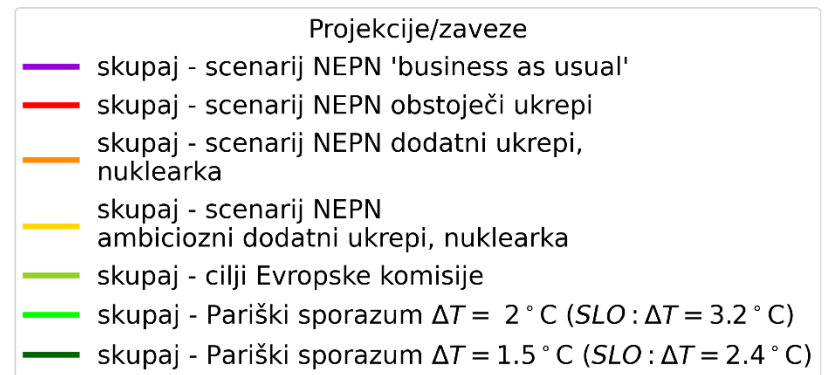 Projekcije/zaveze
skupaj - scenarij NEPN 'business as usual'
skupaj - scenarij NEPN obstoječi ukrepi
skupaj - scenarij NEPN dodatni ukrepi,
nuklearka
skupaj - scenarij NEPN
ambiciozni dodatni ukrepi, nuklearka
skupaj - cilji Evropske komisije
skupaj - Pariški sporazum ΔT = 2°C (SLO : ΔT = 3.2°C)
skupaj - Pariški sporazum ΔT = 1.5°C (SLO : ΔT = 2.4°C)